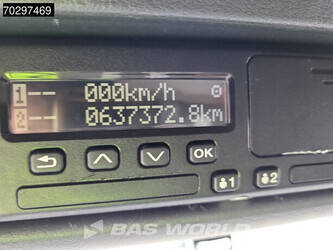 70297469
1 -- 000km/h
2 -- 0637372.8km
OK
1 2
BAS WORLD